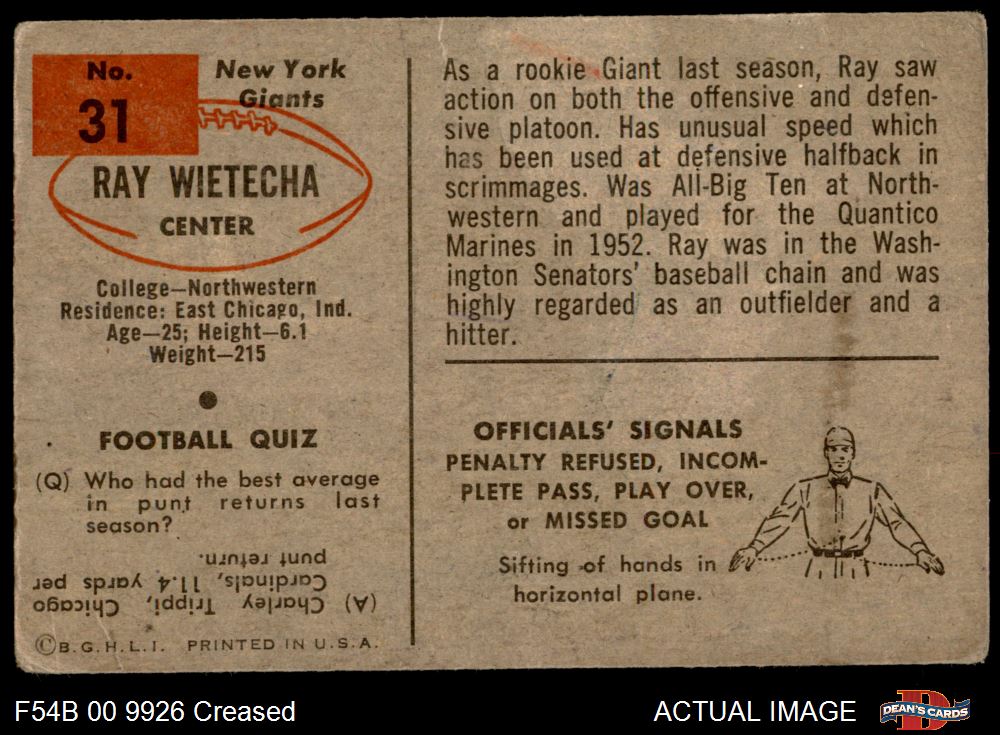 No.
31
New York
Giants
RAY WIETECHA
CENTER
College—Northwestern
Residence: East Chicago, Ind.
Age—25; Height—6.1
Weight—215
FOOTBALL QUIZ
(Q) Who had the best average
in punt returns last
season?
(A) Charley Trippi, Chicago
Cardinals, 11.4 yards per
punt return.
©B.G.H.L.I. PRINTED IN U.S.A.
As a rookie Giant last season, Ray saw
action on both the offensive and defen-
sive platoon. Has unusual speed which
has been used at defensive halfback in
scrimmages. Was All-Big Ten at North-
western and played for the Quantico
Marines in 1952. Ray was in the Wash-
ington Senators' baseball chain and was
highly regarded as an outfielder and a
hitter.
OFFICIALS' SIGNALS
PENALTY REFUSED, INCOM-
PLETE PASS, PLAY OVER,
or MISSED GOAL
Sifting of hands in
horizontal plane.
F54B 00 9926 Creased
ACTUAL IMAGE
D
DEAN'S CARDS